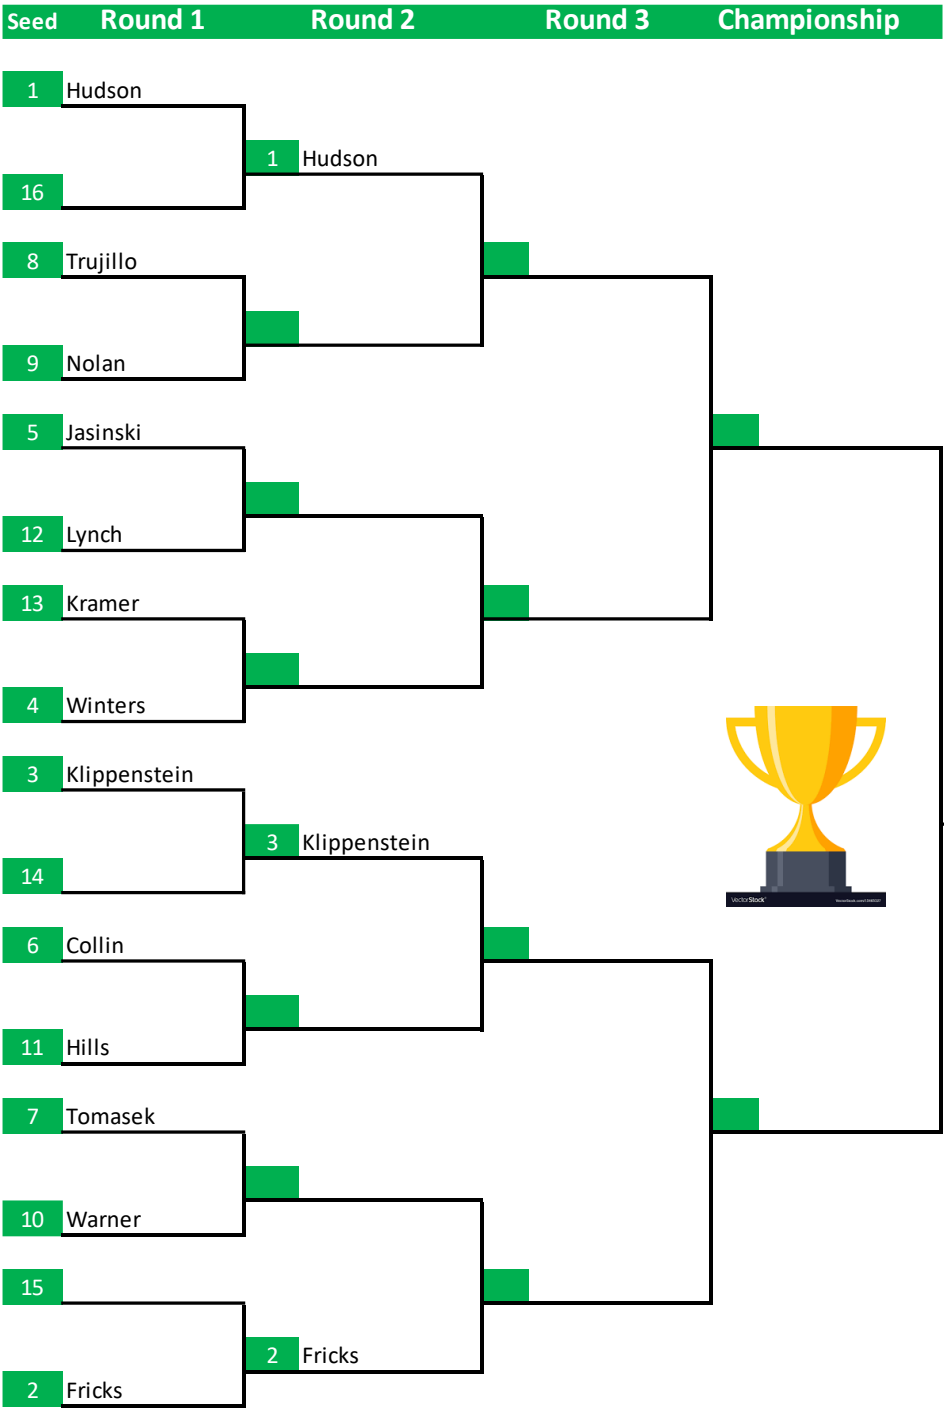 Seed Round 1 Round 2 Round 3 Championship
1 Hudson
1 Hudson
16
8 Trujillo
9 Nolan
5 Jasinski
12 Lynch
13 Kramer
4 Winters
3 Klippenstein
3 Klippenstein
14
6 Collin
11 Hills
7 Tomasek
10 Warner
15
2 Fricks
2 Fricks
VectorStock